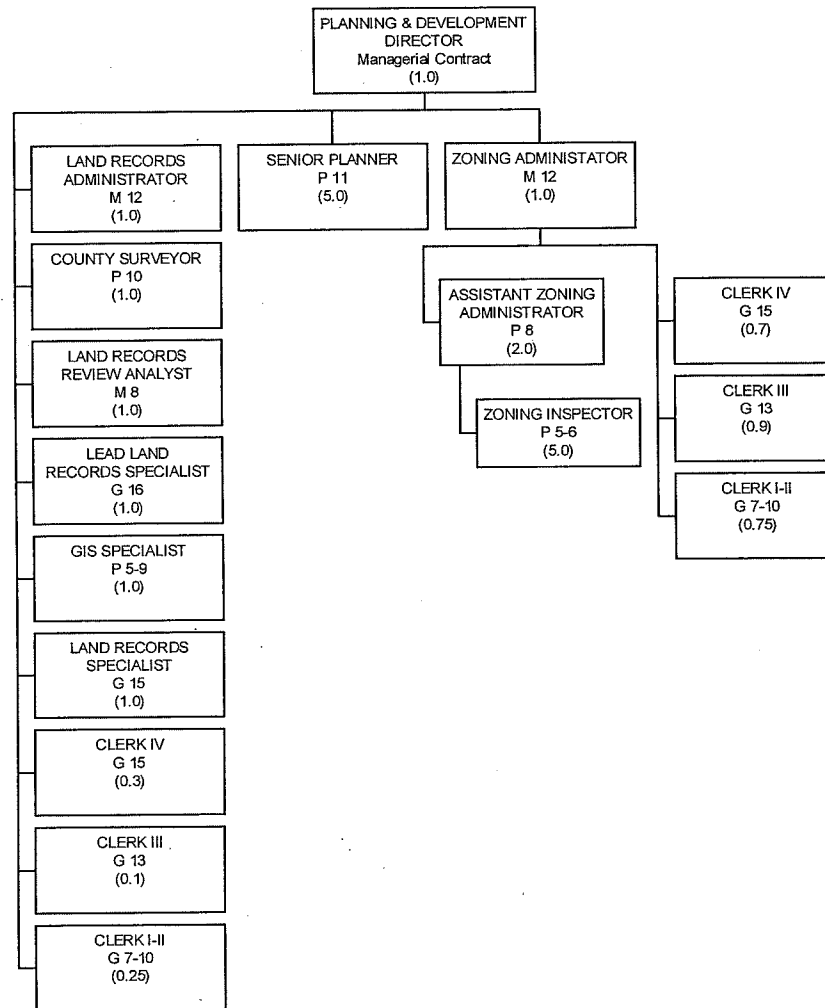 PLANNING & DEVELOPMENT
DIRECTOR
Managerial Contract
(1.0)
LAND RECORDS
ADMINISTRATOR
M 12
(1.0)
SENIOR PLANNER
P 11
(5.0)
ZONING ADMINISTATOR
M 12
(1.0)
COUNTY SURVEYOR
P 10
(1.0)
LAND RECORDS
REVIEW ANALYST
M 8
(1.0)
LEAD LAND
RECORDS SPECIALIST
G 16
(1.0)
GIS SPECIALIST
P 5-9
(1.0)
LAND RECORDS
SPECIALIST
G 15
(1.0)
CLERK IV
G 15
(0.3)
CLERK III
G 13
(0.1)
CLERK I-II
G 7-10
(0.25)
ASSISTANT ZONING
ADMINISTRATOR
P 8
(2.0)
ZONING INSPECTOR
P 5-6
(5.0)
CLERK IV
G 15
(0.7)
CLERK III
G 13
(0.9)
CLERK I-II
G 7-10
(0.75)